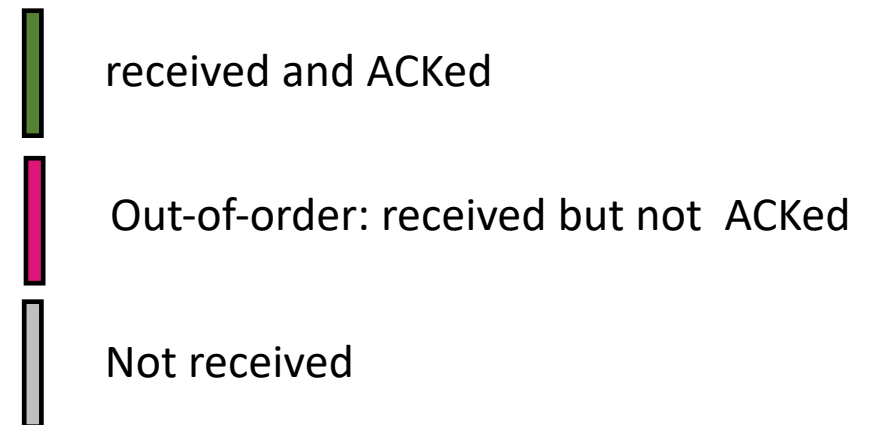 received and ACKed
Out-of-order: received but not ACKed
Not received